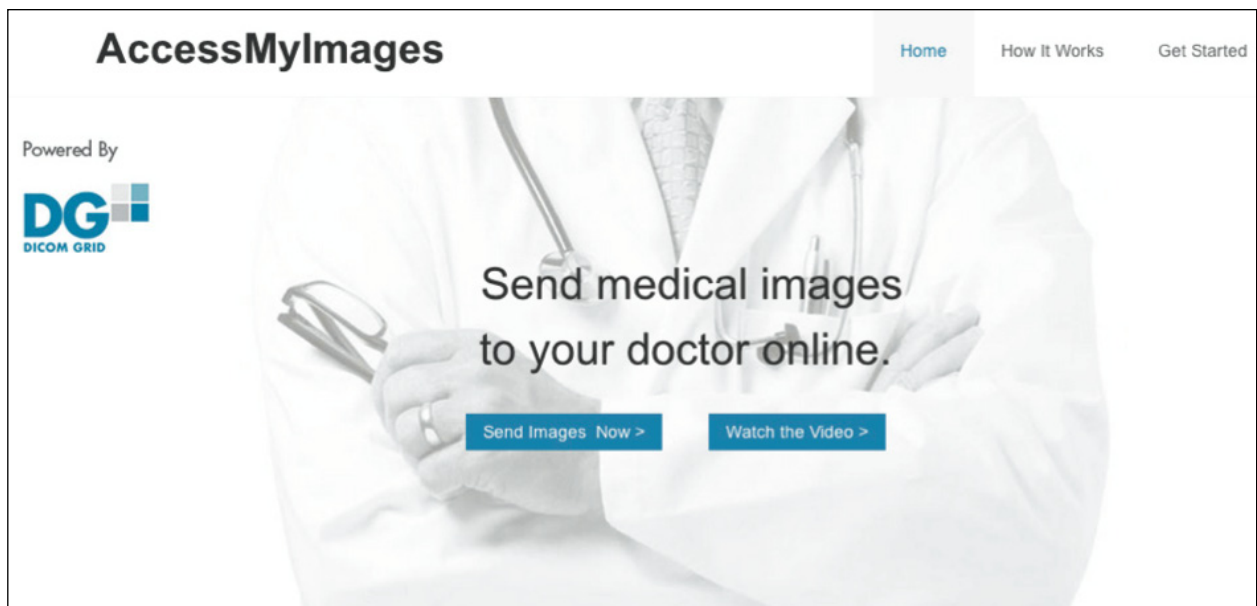 AccessMyImages
Home
How It Works
Get Started
Powered By
DG
DICOM GRID
Send medical images
to your doctor online.
Send Images Now >
Watch the Video >